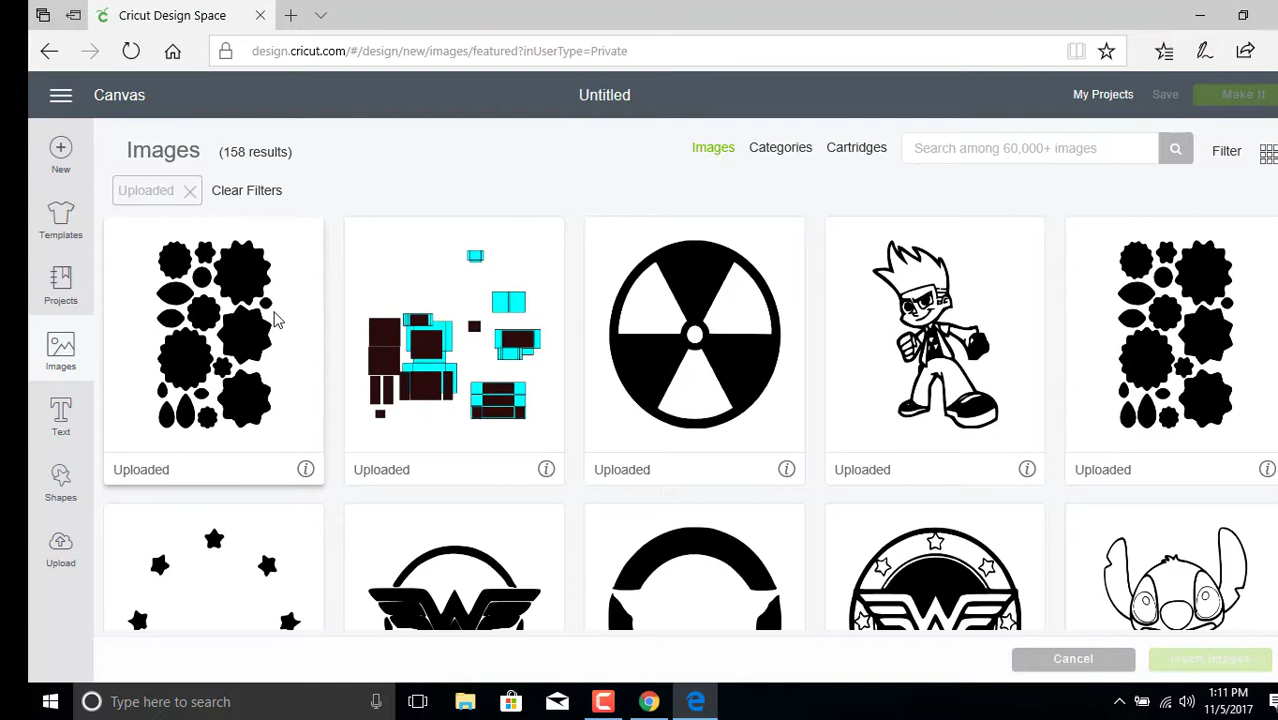 Cricut Design Space
design.cricut.com/#/design/new/images/featured?inUserType=Private
Canvas
Untitled
My Projects
Save
Make It
New
Templates
Projects
Images
Text
Shapes
Upload
Images (158 results)
Images
Categories
Cartridges
Search among 60,000+ images
Filter
Uploaded
Clear Filters
Uploaded
Uploaded
Uploaded
Uploaded
Uploaded
Cancel
Insert Images
Type here to search
1:11 PM
11/5/2017